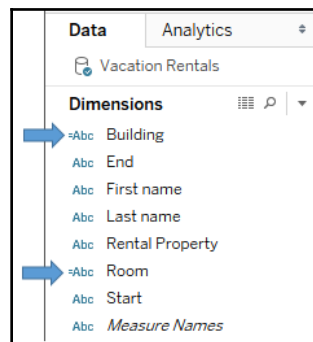 Data Analytics
Vacation Rentals
Dimensions
=Abc Building
Abc End
Abc First name
Abc Last name
Abc Rental Property
=Abc Room
Abc Start
Abc Measure Names